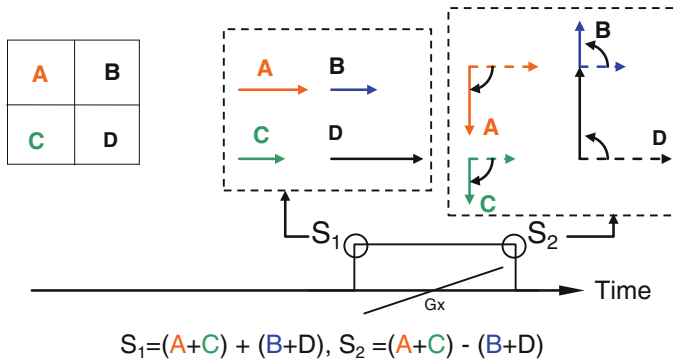 A B
C D
A B
C D
B
A D
C
S₁ S₂
Time
Gx
S₁=(A+C) + (B+D), S₂ =(A+C) - (B+D)